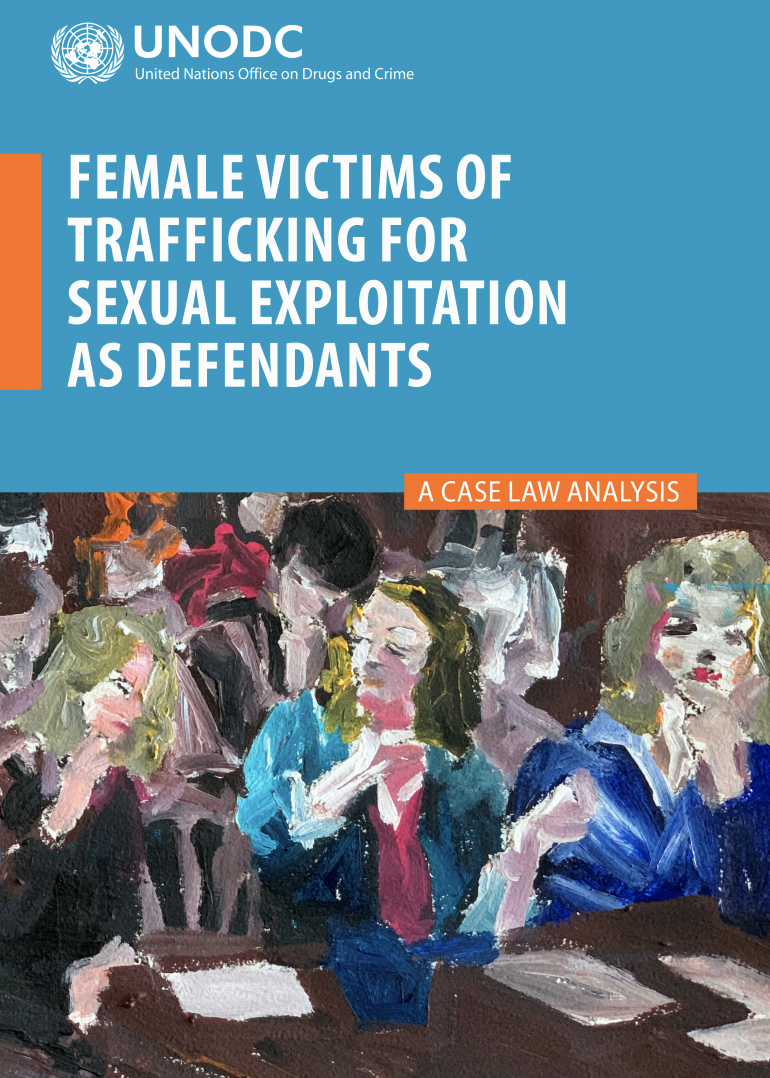 UNODC
United Nations Office on Drugs and Crime
FEMALE VICTIMS OF
TRAFFICKING FOR
SEXUAL EXPLOITATION
AS DEFENDANTS
A CASE LAW ANALYSIS